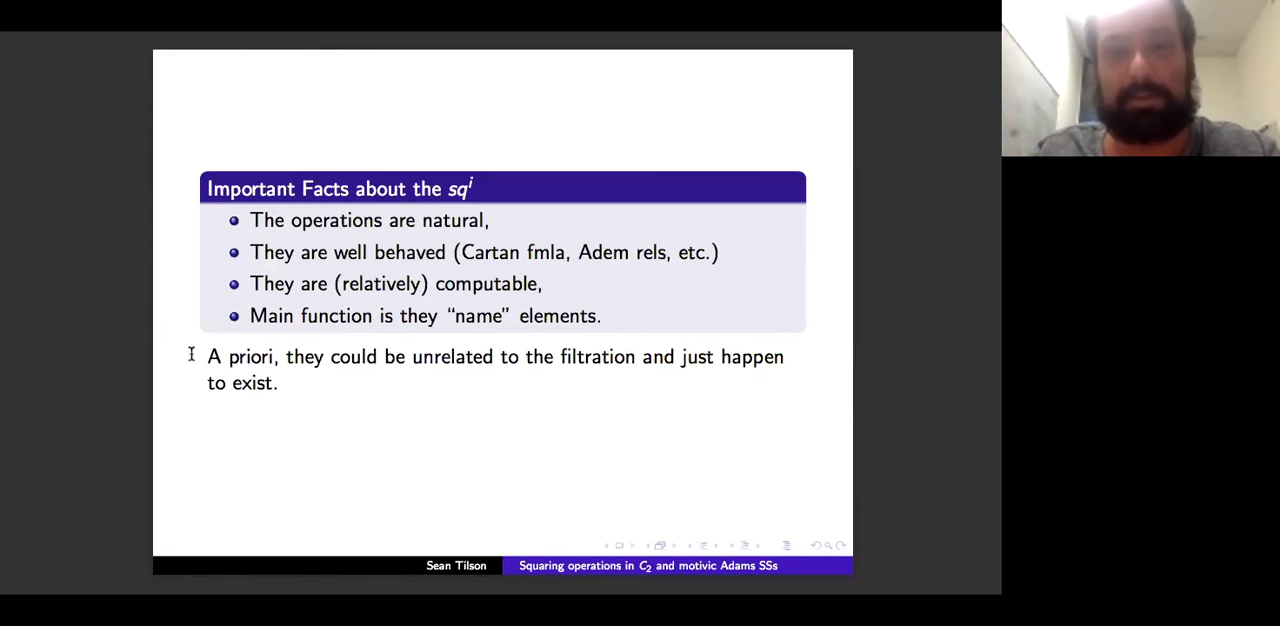 Important Facts about the sqⁱ
The operations are natural,
They are well behaved (Cartan fmla, Adem rels, etc.)
They are (relatively) computable,
Main function is they “name” elements.
A priori, they could be unrelated to the filtration and just happen
to exist.
Sean Tilson
Squaring operations in C₂ and motivic Adams SSs